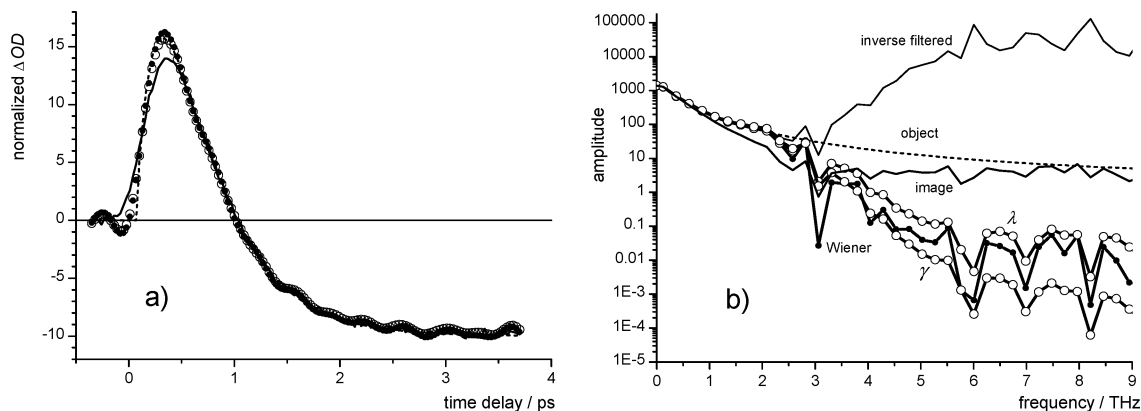 normalized Δ OD
15
10
5
0
-5
-10
0
1
2
3
4
a)
time delay / ps
amplitude
100000
10000
1000
100
10
1
0.1
0.01
1E-3
1E-4
1E-5
0
1
2
3
4
5
6
7
8
9
inverse filtered
object
image
λ
Wiener
γ
b)
frequency / THz